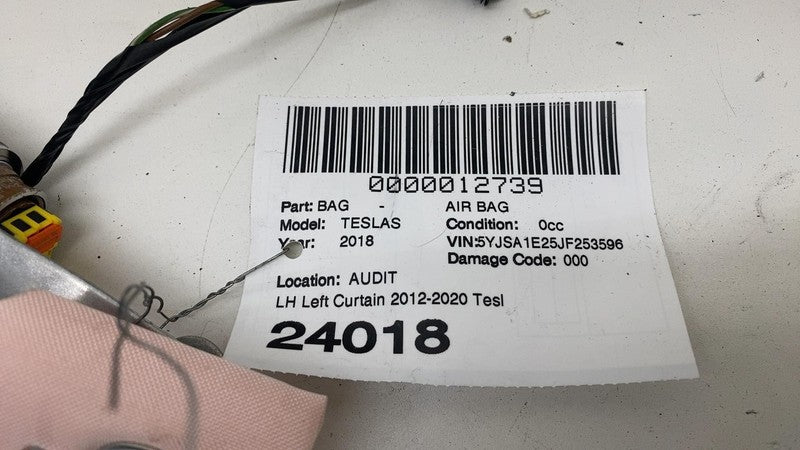 0000012739
Part: BAG - AIR BAG
Model: TESLAS Condition: 0cc
Year: 2018 VIN:5YJSA1E25JF253596
Damage Code: 000
Location: AUDIT
LH Left Curtain 2012-2020 Tesl
24018